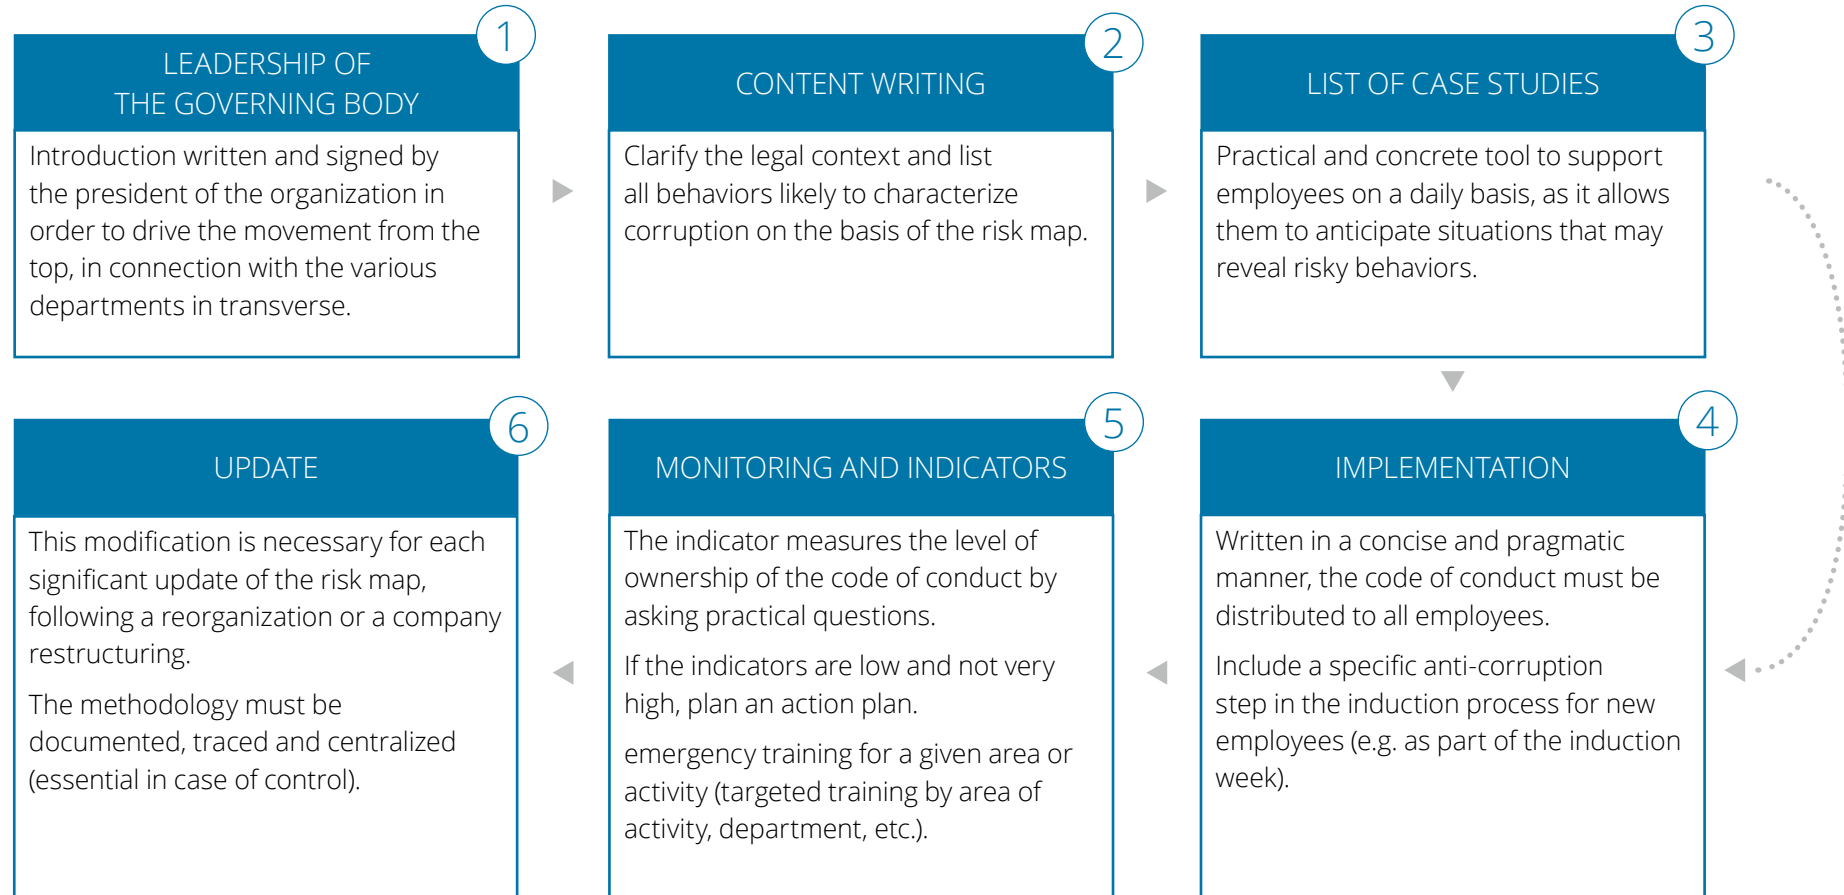 1
LEADERSHIP OF
THE GOVERNING BODY
Introduction written and signed by
the president of the organization in
order to drive the movement from the
top, in connection with the various
departments in transverse.
2
CONTENT WRITING
Clarify the legal context and list
all behaviors likely to characterize
corruption on the basis of the risk map.
3
LIST OF CASE STUDIES
Practical and concrete tool to support
employees on a daily basis, as it allows
them to anticipate situations that may
reveal risky behaviors.
4
IMPLEMENTATION
Written in a concise and pragmatic
manner, the code of conduct must be
distributed to all employees.
Include a specific anti-corruption
step in the induction process for new
employees (e.g. as part of the induction
week).
5
MONITORING AND INDICATORS
The indicator measures the level of
ownership of the code of conduct by
asking practical questions.
If the indicators are low and not very
high, plan an action plan.
emergency training for a given area or
activity (targeted training by area of
activity, department, etc.).
6
UPDATE
This modification is necessary for each
significant update of the risk map,
following a reorganization or a company
restructuring.
The methodology must be
documented, traced and centralized
(essential in case of control).